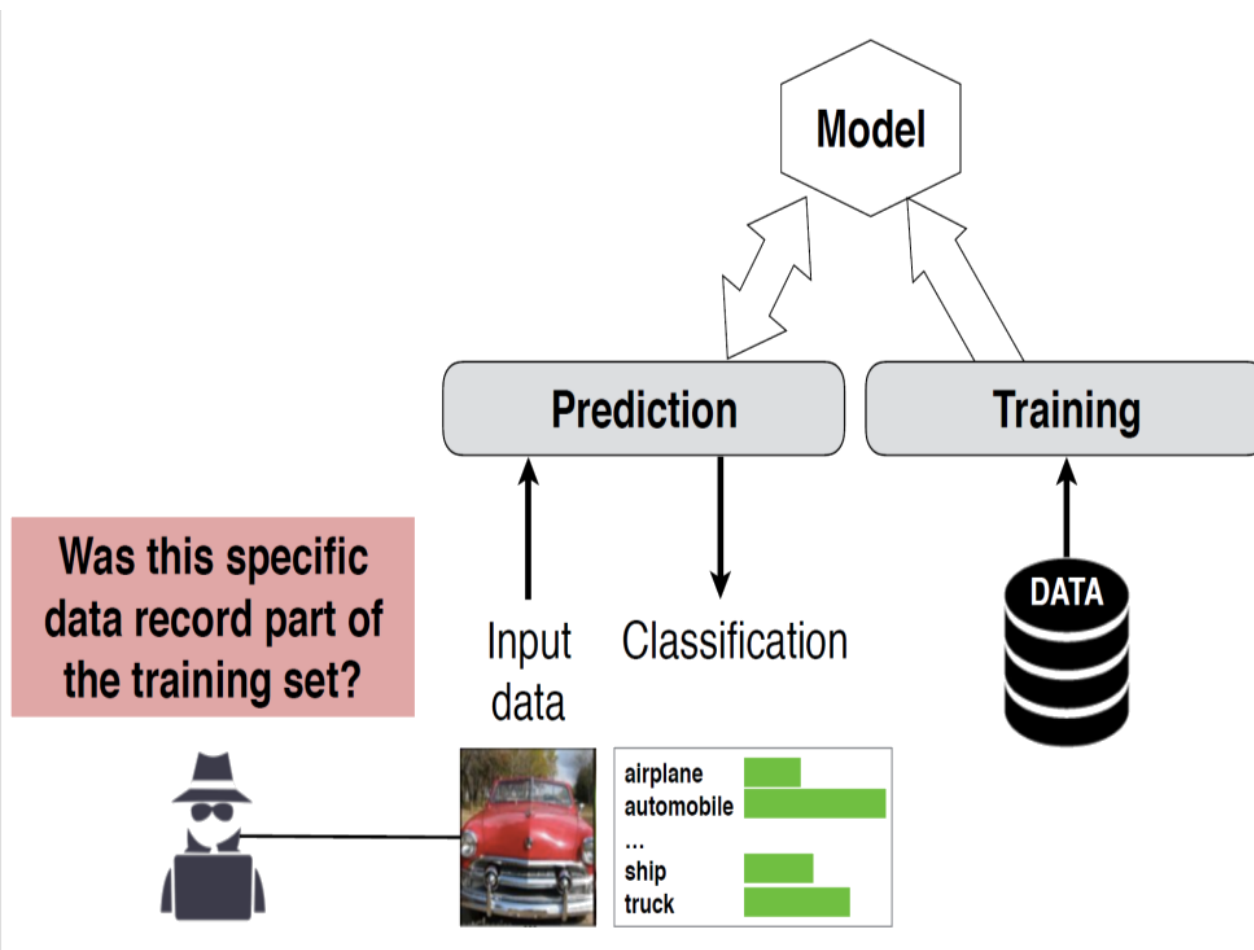 Model
Prediction
Training
Was this specific
data record part of
the training set?
Input
data
Classification
DATA
airplane
automobile
...
ship
truck